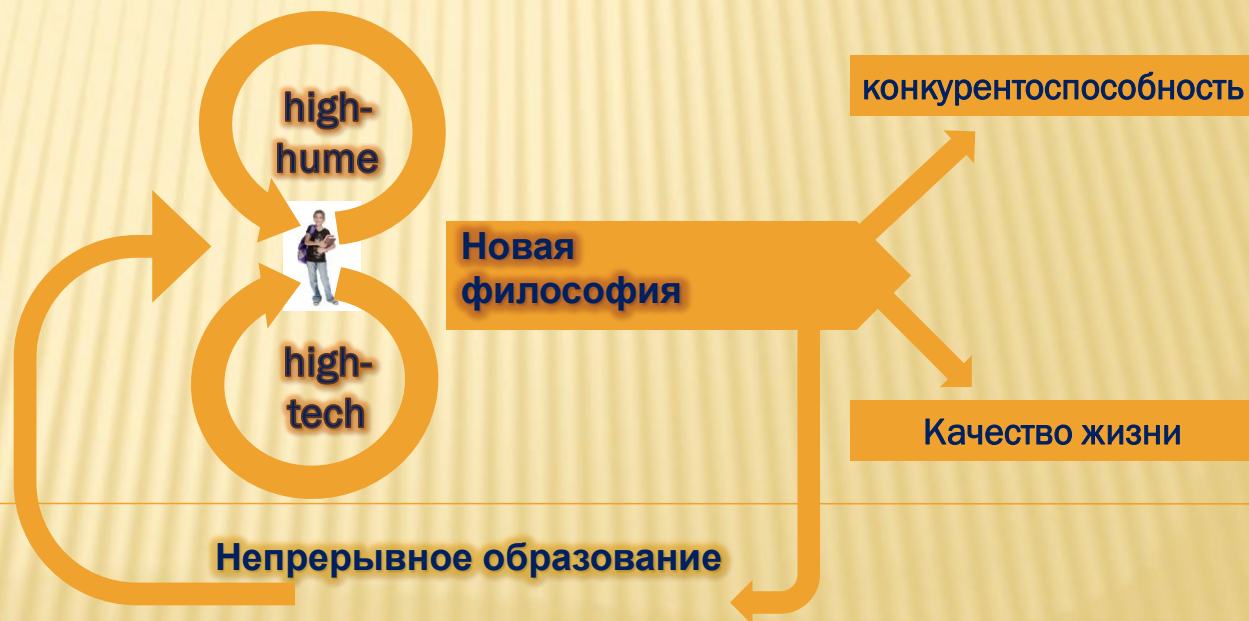 high-
hume
конкурентоспособность
Новая
философия
high-
tech
Качество жизни
Непрерывное образование